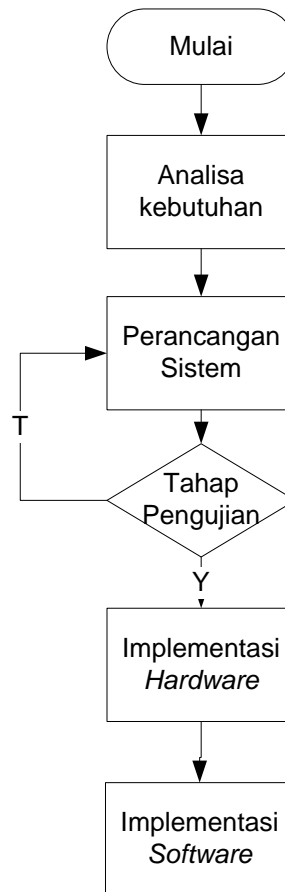 Mulai
Analisa
kebutuhan
Perancangan
Sistem
T
Tahap
Pengujian
Y
Implementasi
Hardware
Implementasi
Software